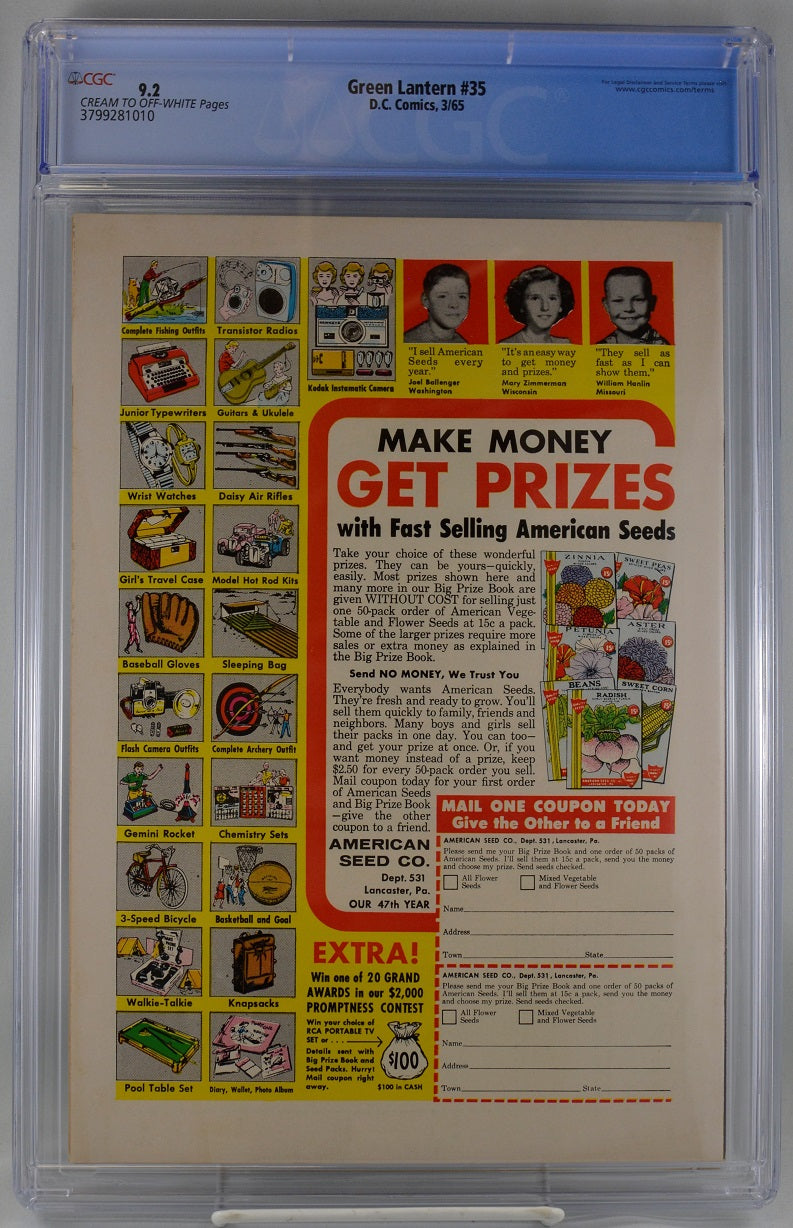 CGC
9.2
CREAM TO OFF-WHITE Pages
3799281010
Green Lantern #35
D.C. Comics, 3/65
For Legal Disclaimer and Service Terms please visit
www.cgccomics.com/terms
CGC
Complete Fishing Outfits
Transistor Radios
Kodak Instamatic Camera
"I sell American
Seeds every
year."
Joel Ballenger
Washington
"It's an easy way
to get money
and prizes."
Mary Zimmerman
Wisconsin
"They sell as
fast as I can
show them."
William Hanlin
Missouri
Junior Typewriters
Guitars & Ukulele
Wrist Watches
Daisy Air Rifles
Girl's Travel Case
Model Hot Rod Kits
Baseball Gloves
Sleeping Bag
Flash Camera Outfits
Complete Archery Outfit
Gemini Rocket
Chemistry Sets
3-Speed Bicycle
Basketball and Goal
Walkie-Talkie
Knapsacks
Pool Table Set
Diary, Wallet, Photo Album
MAKE MONEY
GET PRIZES
with Fast Selling American Seeds
Take your choice of these wonderful
prizes. They can be yours—quickly,
easily. Most prizes shown here and
many more in our Big Prize Book are
given WITHOUT COST for selling just
one 50-pack order of American Vege-
table and Flower Seeds at 15c a pack.
Some of the larger prizes require more
sales or extra money as explained in
the Big Prize Book.
Send NO MONEY, We Trust You
Everybody wants American Seeds.
They're fresh and ready to grow. You'll
sell them quickly to family, friends and
neighbors. Many boys and girls sell
their packs in one day. You can too—
and get your prize at once. Or, if you
want money instead of a prize, keep
$2.50 for every 50-pack order you sell.
Mail coupon today for your first order
of American Seeds
and Big Prize Book
—give the other
coupon to a friend.
ZINNIA
SWEET PEAS
PETUNIA
ASTER
BEANS
RADISH
SWEET CORN
15¢
AMERICAN
SEED CO.
Dept. 531
Lancaster, Pa.
OUR 47th YEAR
MAIL ONE COUPON TODAY
Give the Other to a Friend
AMERICAN SEED CO., Dept. 531, Lancaster, Pa.
Please send me your Big Prize Book and one order of 50 packs of
American Seeds. I'll sell them at 15c a pack, send you the money
and choose my prize. Send seeds checked.
All Flower
Seeds
Mixed Vegetable
and Flower Seeds
Name
Address
Town State
AMERICAN SEED CO., Dept. 531, Lancaster, Pa.
Please send me your Big Prize Book and one order of 50 packs of
American Seeds. I'll sell them at 15c a pack, send you the money
and choose my prize. Send seeds checked.
All Flower
Seeds
Mixed Vegetable
and Flower Seeds
Name
Address
Town State
EXTRA!
Win one of 20 GRAND
AWARDS in our $2,000
PROMPTNESS CONTEST
Win your choice of
RCA PORTABLE TV
SET or . . . .
Details sent with
Big Prize Book and
Seed Packs. Hurry!
Mail coupon right
away.
$100
$100 in CASH